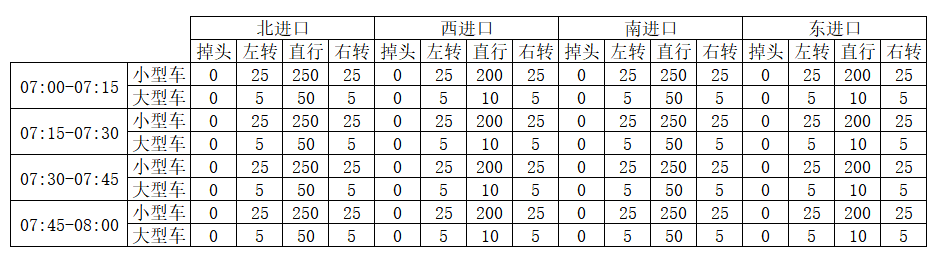 北进口 西进口 南进口 东进口
掉头 左转 直行 右转 掉头 左转 直行 右转 掉头 左转 直行 右转 掉头 左转 直行 右转
07:00-07:15 小型车 0 25 250 25 0 25 200 25 0 25 250 25 0 25 200 25
大型车 0 5 50 5 0 5 10 5 0 5 50 5 0 5 10 5
07:15-07:30 小型车 0 25 250 25 0 25 200 25 0 25 250 25 0 25 200 25
大型车 0 5 50 5 0 5 10 5 0 5 50 5 0 5 10 5
07:30-07:45 小型车 0 25 250 25 0 25 200 25 0 25 250 25 0 25 200 25
大型车 0 5 50 5 0 5 10 5 0 5 50 5 0 5 10 5
07:45-08:00 小型车 0 25 250 25 0 25 200 25 0 25 250 25 0 25 200 25
大型车 0 5 50 5 0 5 10 5 0 5 50 5 0 5 10 5